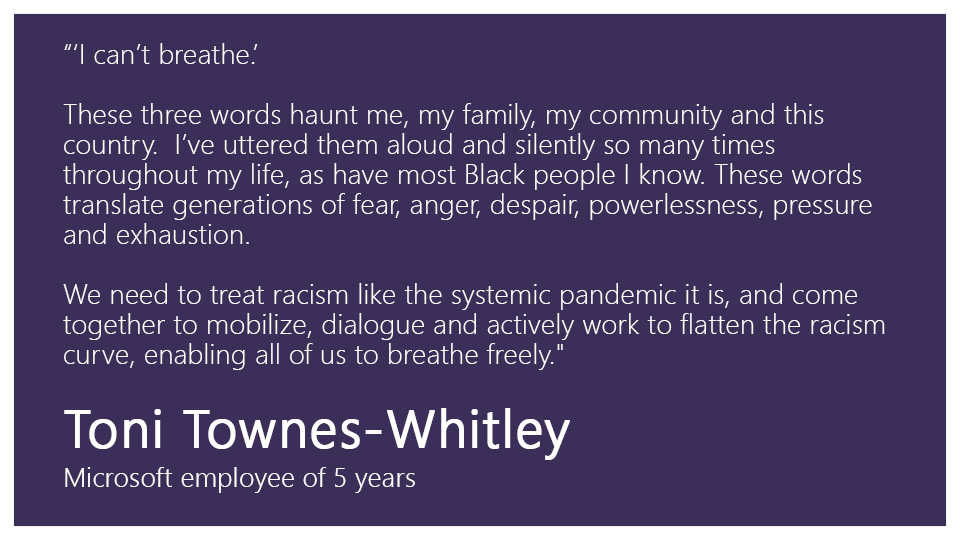 “‘I can’t breathe.’
These three words haunt me, my family, my community and this
country.  I’ve uttered them aloud and silently so many times
throughout my life, as have most Black people I know. These words
translate generations of fear, anger, despair, powerlessness, pressure
and exhaustion.
We need to treat racism like the systemic pandemic it is, and come
together to mobilize, dialogue and actively work to flatten the racism
curve, enabling all of us to breathe freely."
Toni Townes-Whitley
Microsoft employee of 5 years